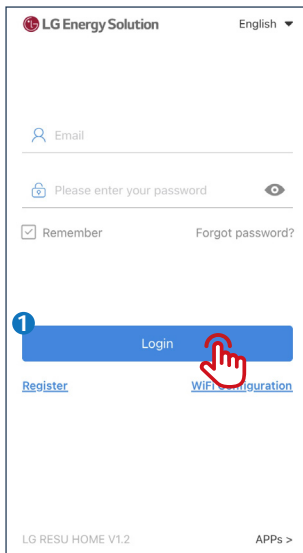 LG Energy Solution English
Email
Please enter your password
Remember Forgot password?
1
Login
Register WiFi Configuration
LG RESU HOME V1.2 APPs >